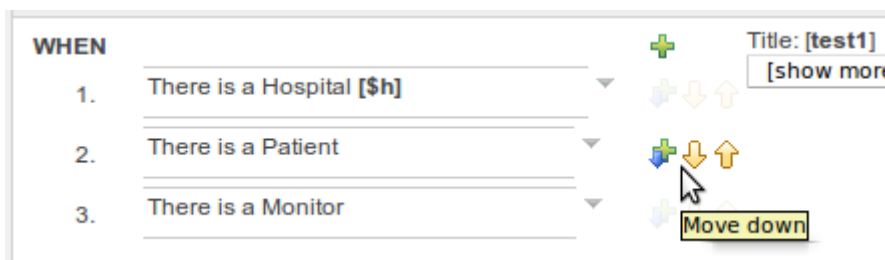 WHEN
Title: [test1]
1. There is a Hospital [$h]
[show more
2. There is a Patient
3. There is a Monitor
Move down